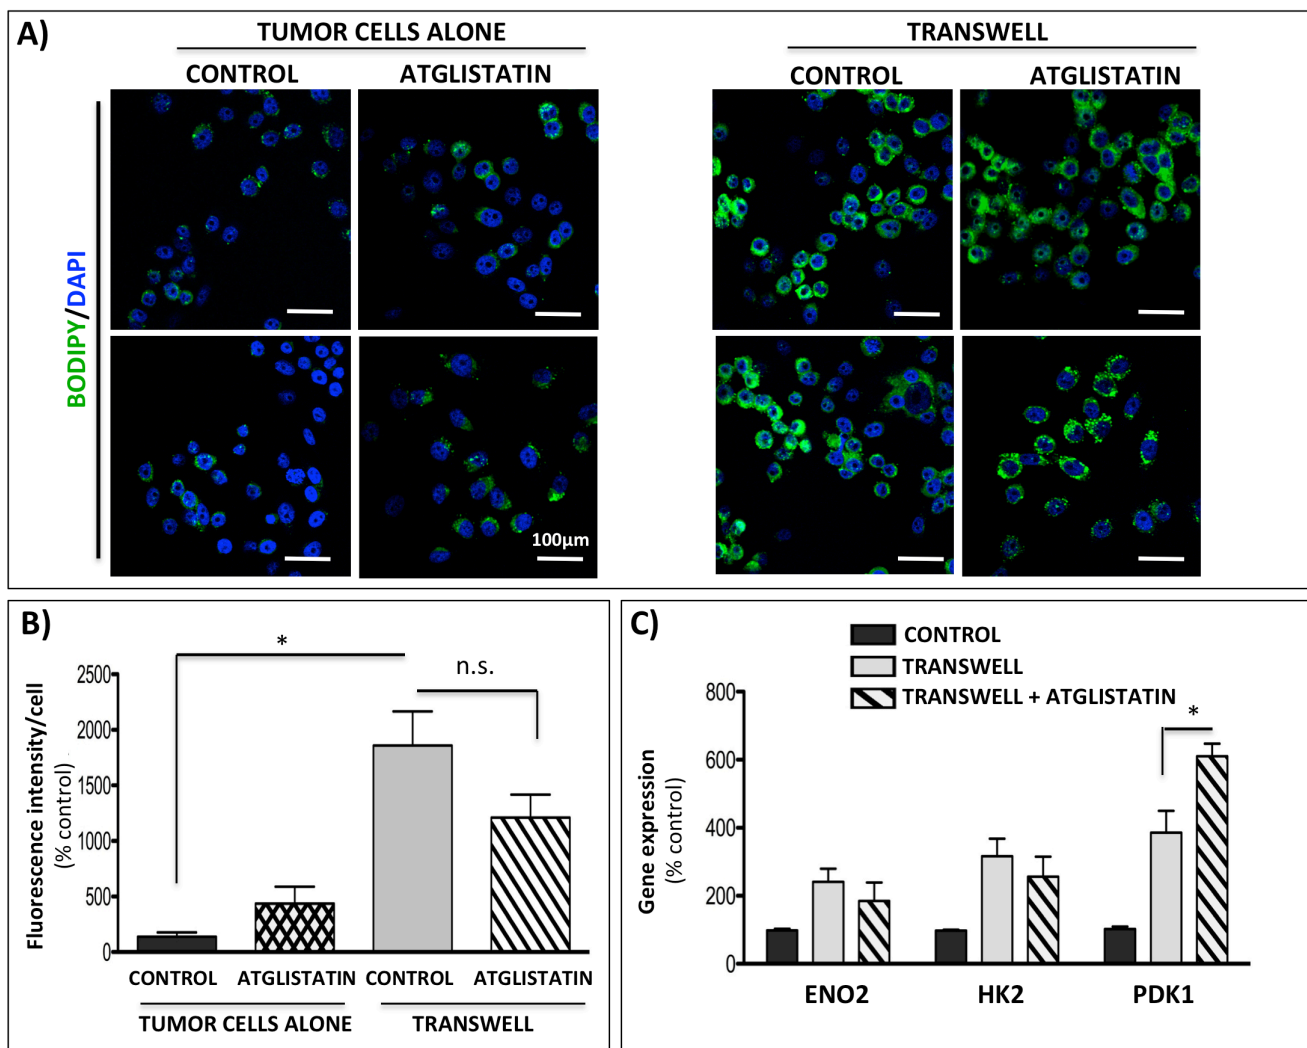 A)
TUMOR CELLS ALONE
TRANSWELL
CONTROL
ATGLISTATIN
CONTROL
ATGLISTATIN
BODIPY/DAPI
100µm
B)
*
n.s.
Fluorescence intensity/cell
(% control)
2500
2000
1500
1000
500
0
CONTROL
ATGLISTATIN
CONTROL
ATGLISTATIN
TUMOR CELLS ALONE
TRANSWELL
C)
CONTROL
TRANSWELL
TRANSWELL + ATGLISTATIN
*
Gene expression
(% control)
800
600
400
200
0
ENO2
HK2
PDK1